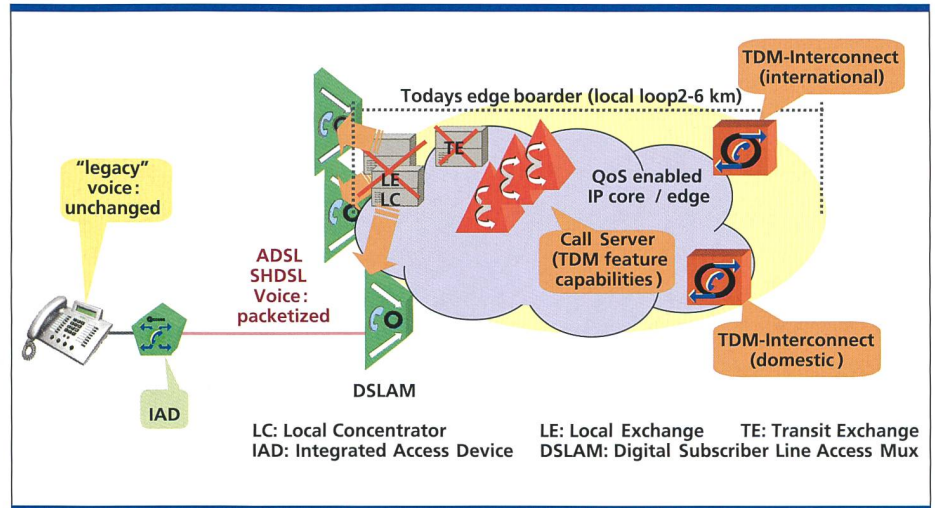 TDM-Interconnect
(international)
Todays edge boarder (local loop2-6 km)
TE
"legacy"
voice:
unchanged
LE
LC
QoS enabled
IP core / edge
Call Server
(TDM feature
capabilities)
ADSL
SHDSL
Voice:
packetized
TDM-Interconnect
(domestic)
DSLAM
IAD
LC: Local Concentrator LE: Local Exchange TE: Transit Exchange
IAD: Integrated Access Device DSLAM: Digital Subscriber Line Access Mux